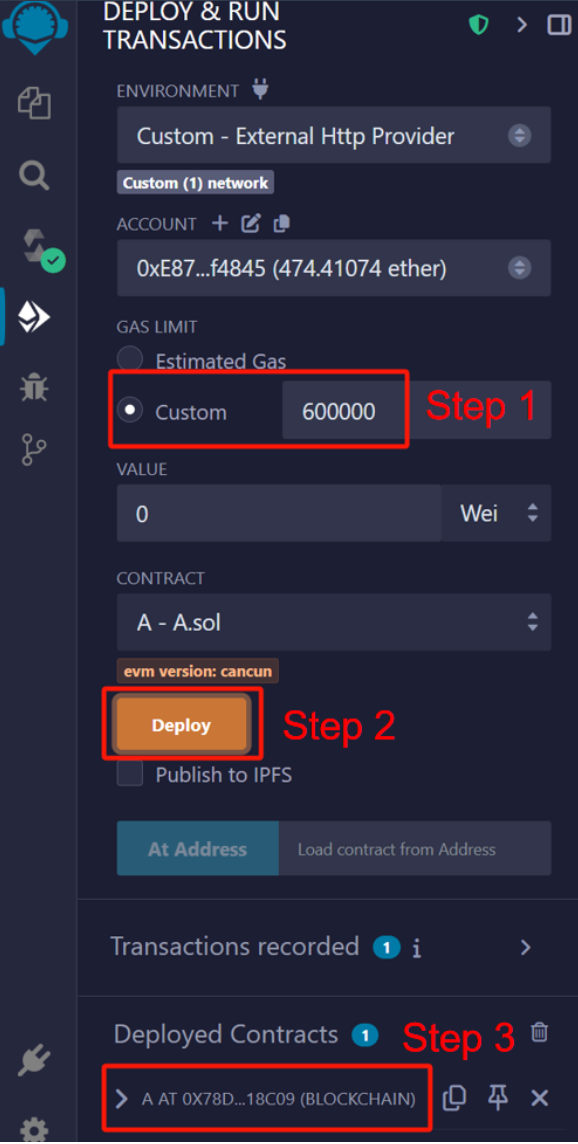 DEPLOY & RUN
TRANSACTIONS
ENVIRONMENT
Custom - External Http Provider
Custom (1) network
ACCOUNT
0xE87...f4845 (474.41074 ether)
GAS LIMIT
Estimated Gas
Custom 600000 Step 1
VALUE
0 Wei
CONTRACT
A - A.sol
evm version: cancun
Deploy Step 2
Publish to IPFS
At Address Load contract from Address
Transactions recorded 1 i
Deployed Contracts 1 Step 3
A AT 0X78D...18C09 (BLOCKCHAIN)